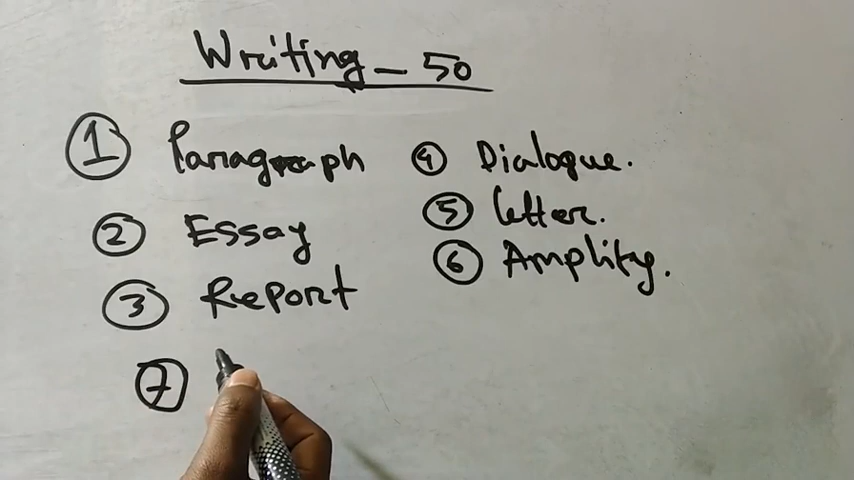 Writing - 50
1 Paragraph
2 Essay
3 Report
4 Dialogue.
5 letter.
6 Amplify.
7